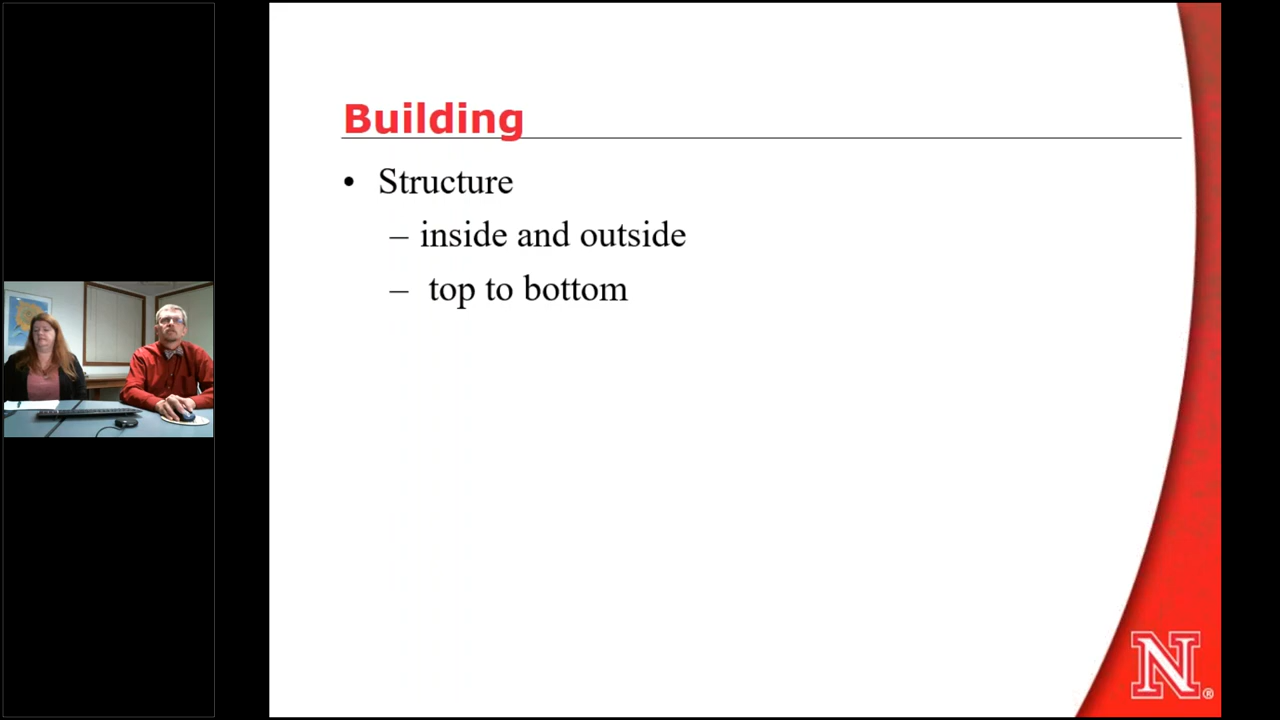 Building
• Structure
– inside and outside
– top to bottom
N®